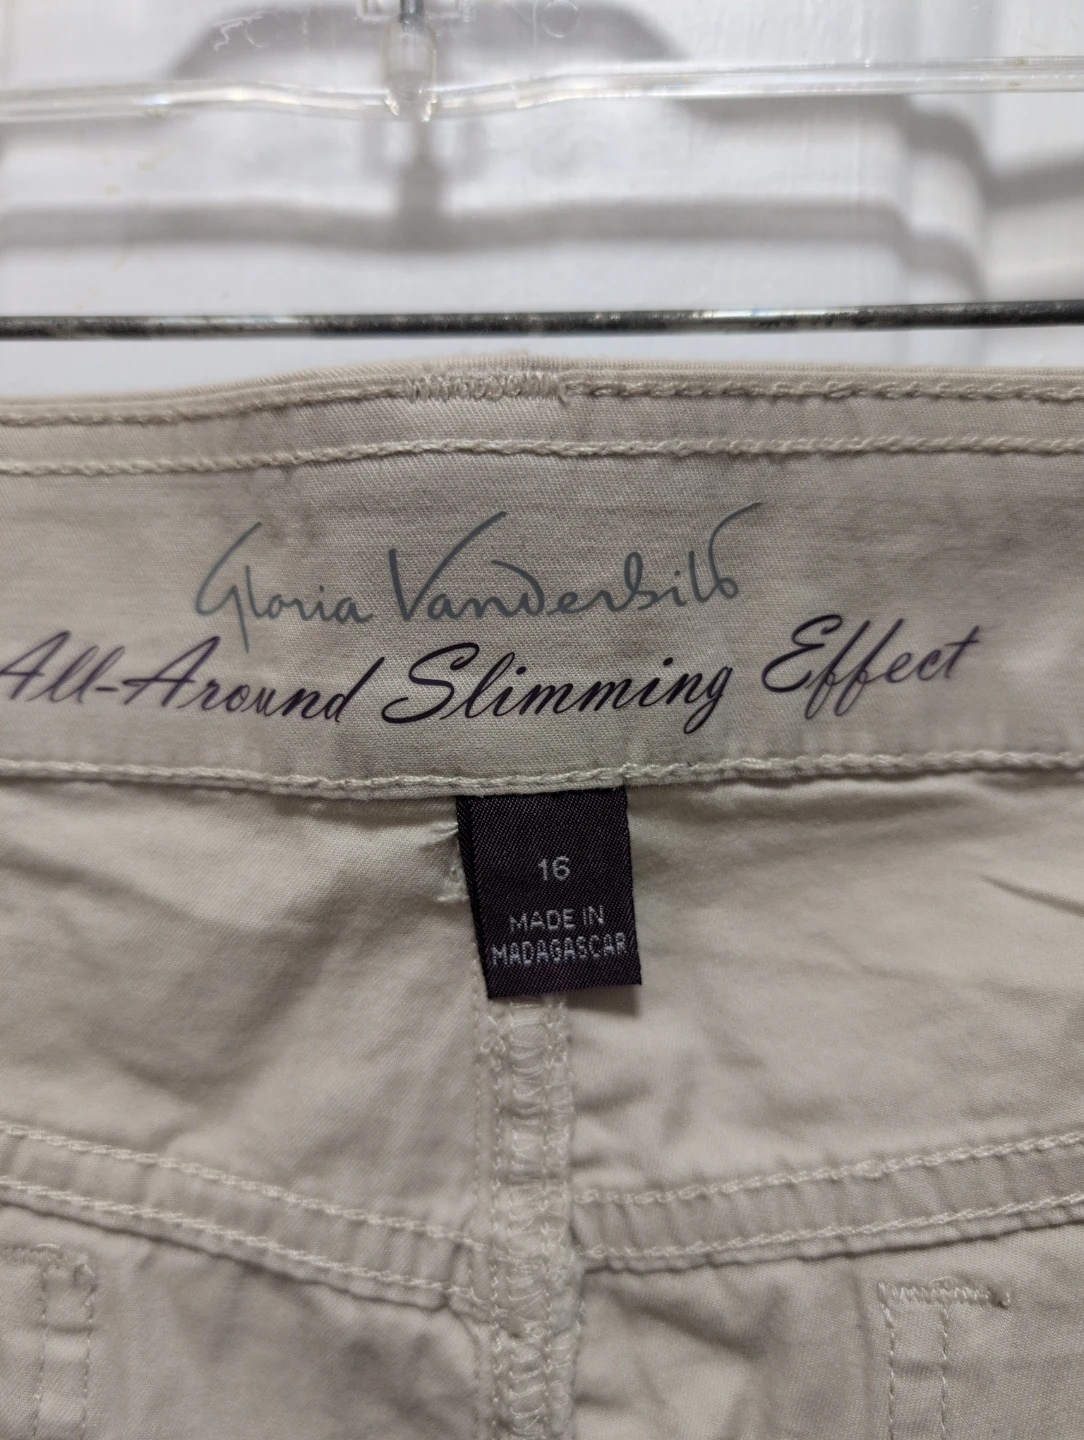 Gloria Vanderbilt
All-Around Slimming Effect
16
MADE IN
MADAGASCAR